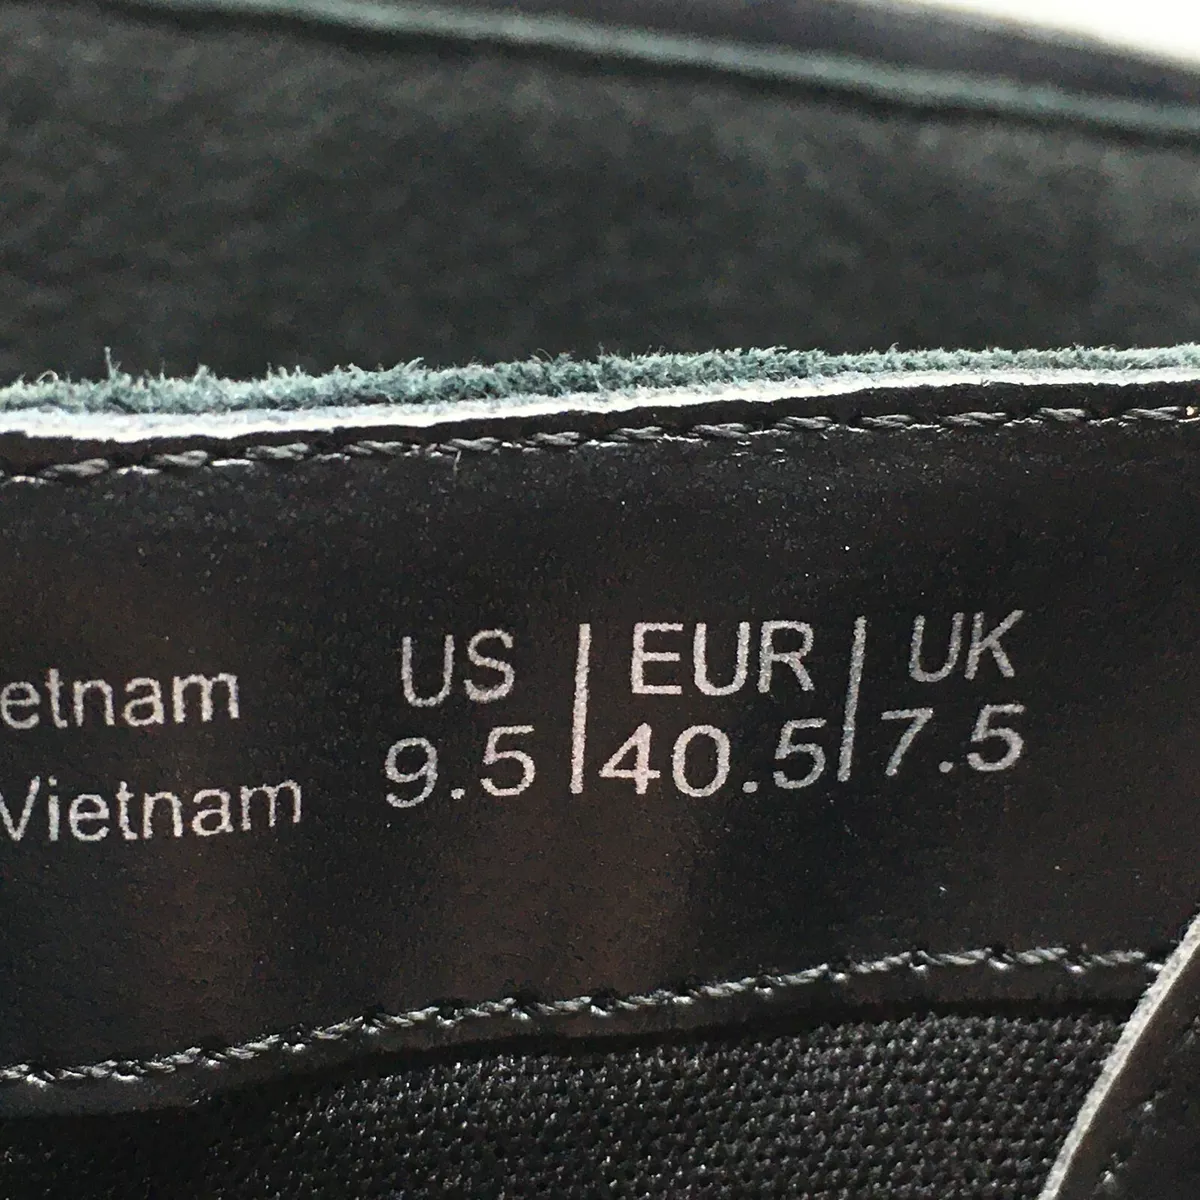 US | EUR | UK
etnam
9.5 | 40.5 | 7.5
Vietnam